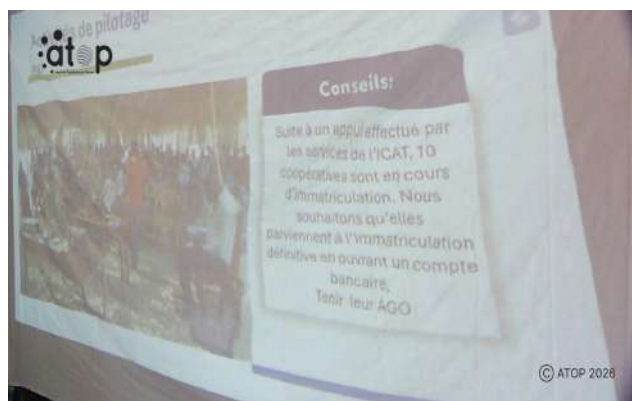 de pilotage
atop
Conseils:
Suite à un appui effectué par
les services de l'ICAT, 10
coopératives sont en cours
d'immatriculation. Nous
souhaitons qu'elles
parviennent à l'immatriculation
définitive en ouvrant un compte
bancaire,
Tenir leur AGO
© ATOP 2026